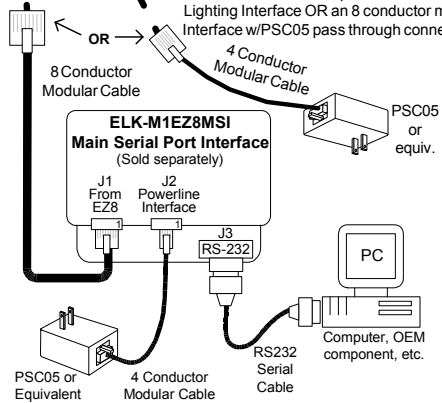 Lighting Interface OR an 8 conductor m
Interface w/PSC05 pass through conne
OR
4 Conductor
Modular Cable
8 Conductor
Modular Cable
PSC05
or
equiv.
ELK-M1EZ8MSI
Main Serial Port Interface
(Sold separately)
J1
From
EZ8
J2
Powerline
Interface
1
1
J3
RS-232
PC
PSC05 or
Equivalent
4 Conductor
Modular Cable
RS232
Serial
Cable
Computer, OEM
component, etc.